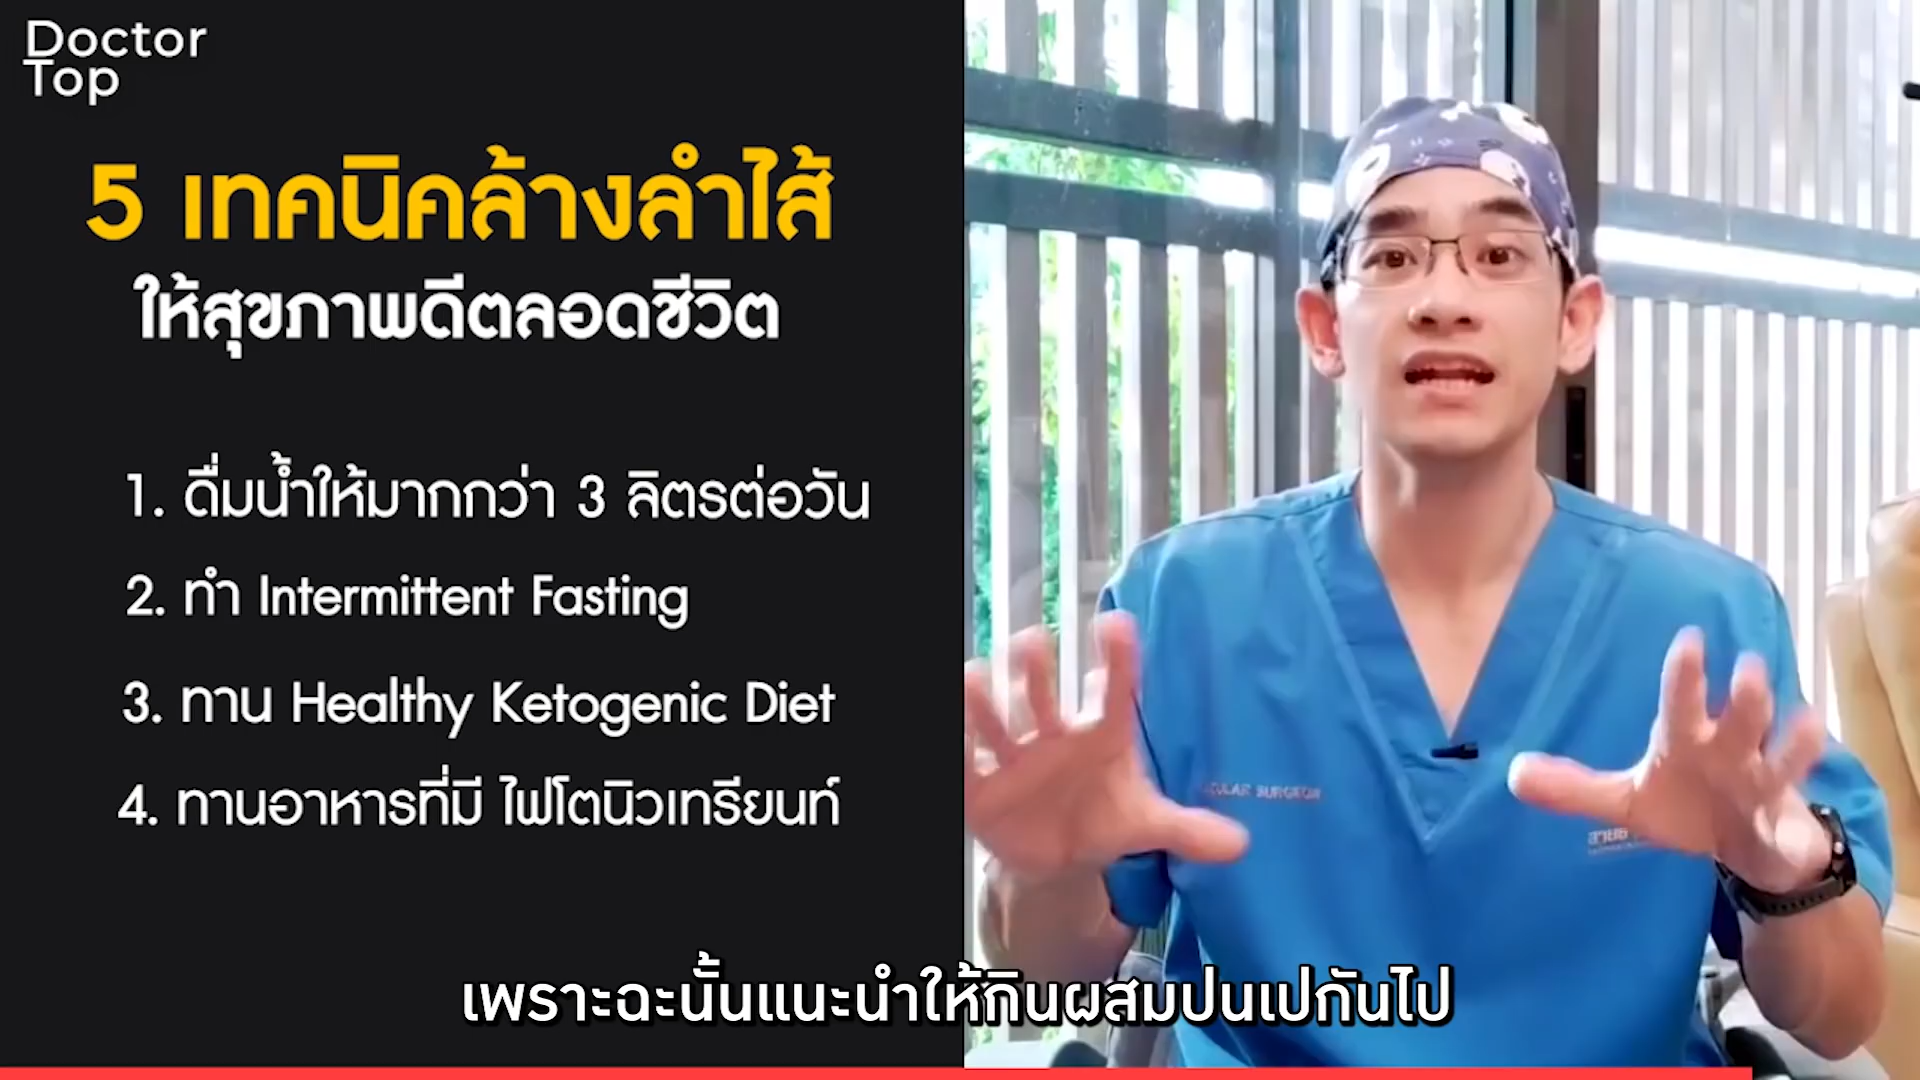 Doctor
Top
5 เทคนิคล้างลำไส้
ให้สุขภาพดีตลอดชีวิต
1. ดื่มน้ำให้มากกว่า 3 ลิตรต่อวัน
2. ทำ Intermittent Fasting
3. ทาน Healthy Ketogenic Diet
4. ทานอาหารที่มี ไฟโตนิวเทรียนท์
SURGEON
เพราะฉะนั้นแนะนำให้กินผสมปนเปกันไป